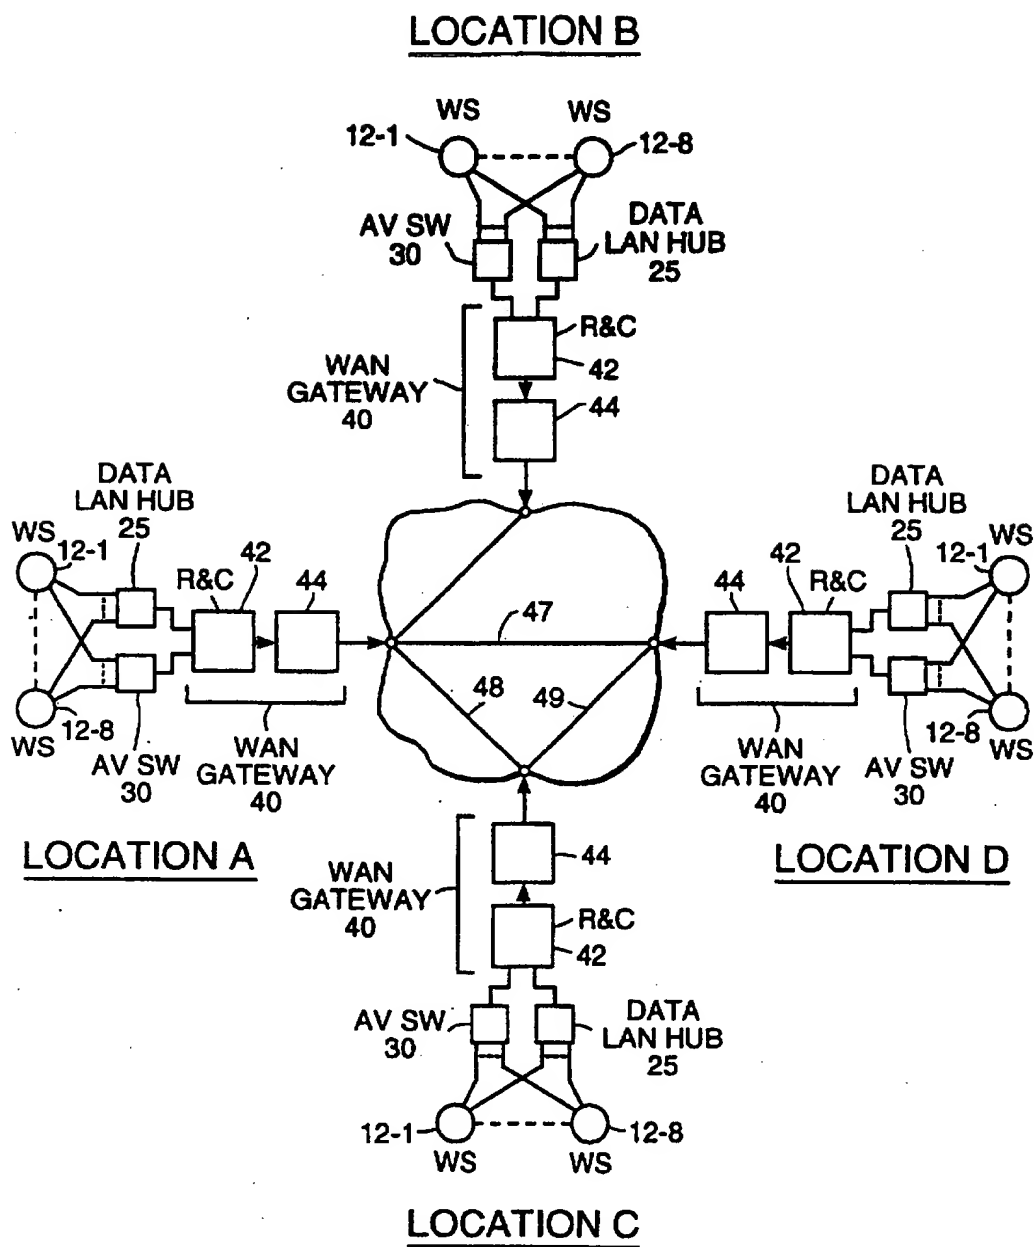 LOCATION B
WS
WS
12-1
12-8
AV SW
30
DATA
LAN HUB
25
R&C
42
WAN
GATEWAY
40
44
DATA
LAN HUB
25
WS
12-1
42
R&C
44
12-8
WS
AV SW
30
WAN
GATEWAY
40
LOCATION A
47
48
49
DATA
LAN HUB
25
WS
12-1
42
R&C
44
12-8
WS
AV SW
30
WAN
GATEWAY
40
LOCATION D
44
WAN
GATEWAY
40
R&C
42
AV SW
30
DATA
LAN HUB
25
12-1
12-8
WS
WS
LOCATION C